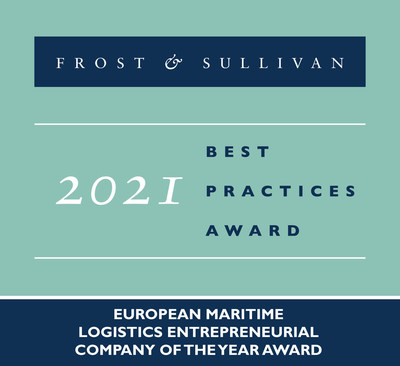 FROST & SULLIVAN
BEST
2021 PRACTICES
AWARD
EUROPEAN MARITIME
LOGISTICS ENTREPRENEURIAL
COMPANY OF THE YEAR AWARD